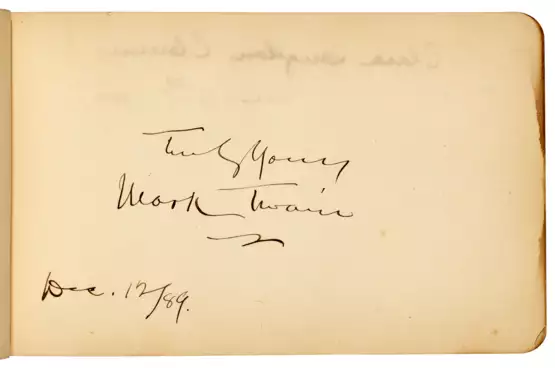 Truly Yours
Mark Twain
Dec. 12/89.